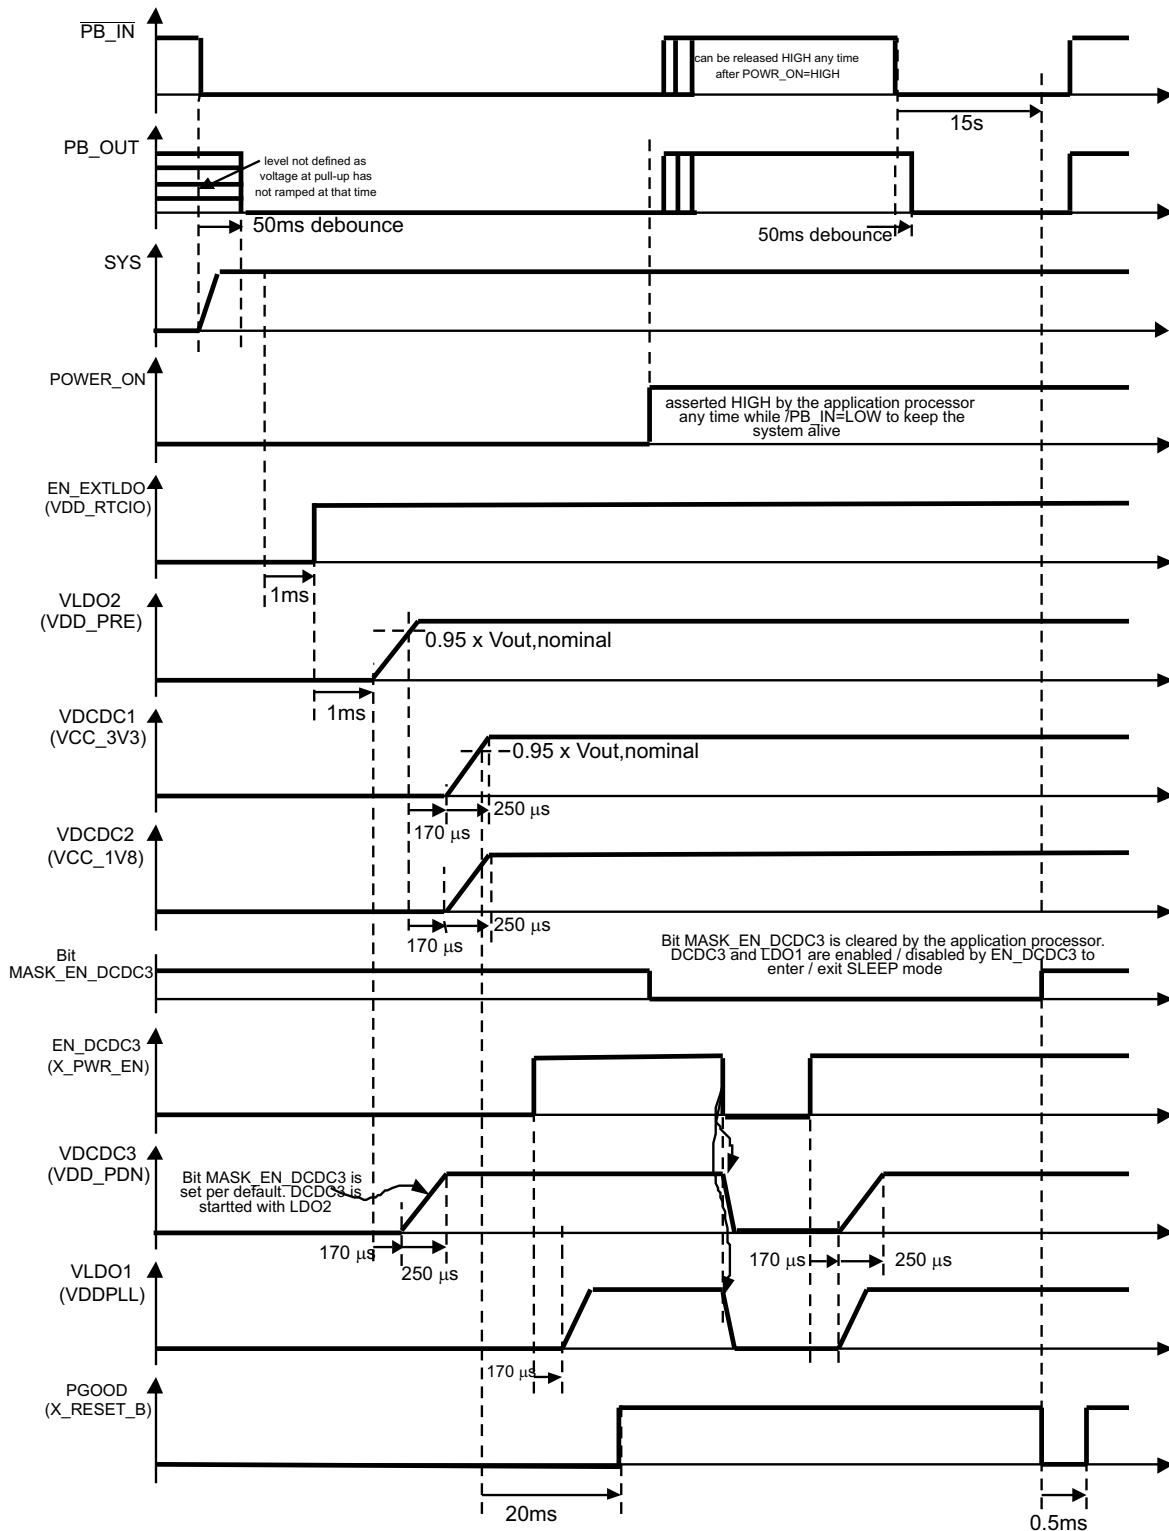 PB_IN
can be released HIGH any time
after POWR_ON=HIGH
15s
PB_OUT
level not defined as
voltage at pull-up has
not ramped at that time
50ms debounce
50ms debounce
SYS
POWER_ON
asserted HIGH by the application processor
any time while /PB_IN=LOW to keep the
system alive
EN_EXTLDO
(VDD_RTCIO)
1ms
VLDO2
(VDD_PRE)
0.95 x Vout,nominal
1ms
VDCDC1
(VCC_3V3)
0.95 x Vout,nominal
250 µs
170 µs
VDCDC2
(VCC_1V8)
250 µs
170 µs
Bit
MASK_EN_DCDC3
Bit MASK_EN_DCDC3 is cleared by the application processor.
DCDC3 and LDO1 are enabled / disabled by EN_DCDC3 to
enter / exit SLEEP mode
EN_DCDC3
(X_PWR_EN)
VDCDC3
(VDD_PDN)
Bit MASK_EN_DCDC3 is
set per default. DCDC3 is
startted with LDO2
170 µs
250 µs
170 µs
250 µs
VLDO1
(VDDPLL)
170 µs
PGOOD
(X_RESET_B)
20ms
0.5ms